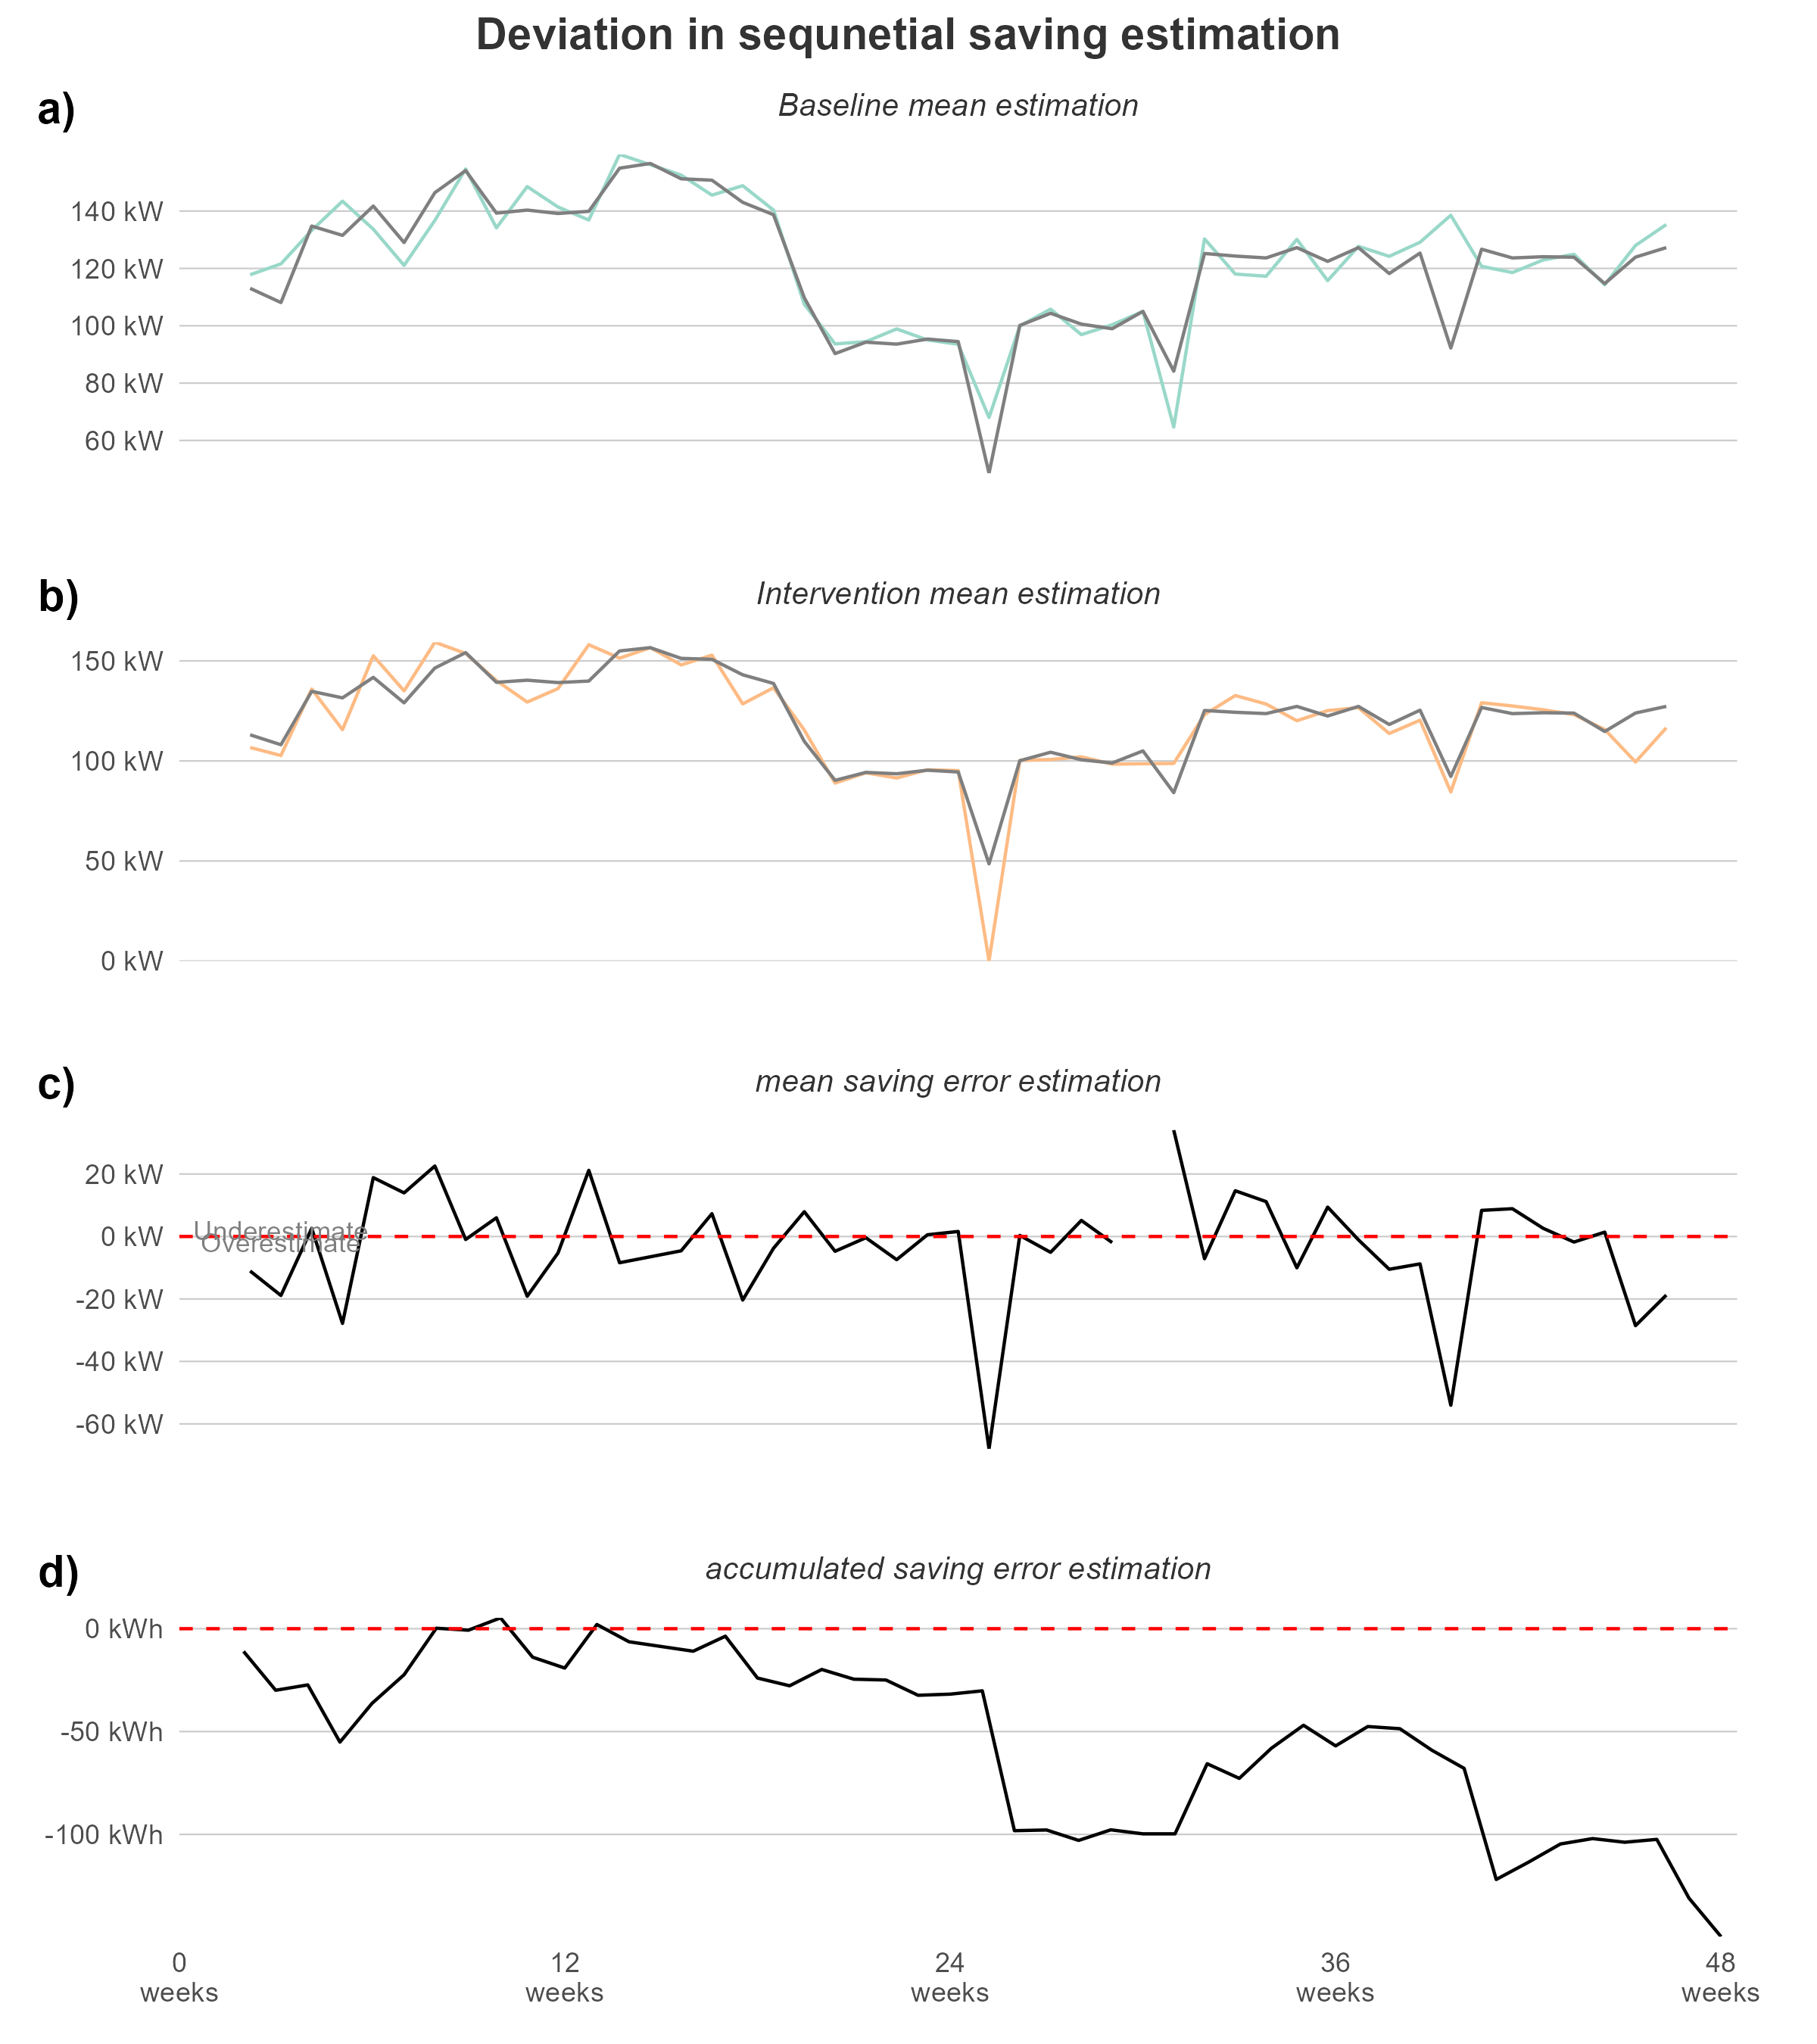 Deviation in sequnetial saving estimation
a)
Baseline mean estimation
140 kW
120 kW
100 kW
80 kW
60 kW
b)
Intervention mean estimation
150 kW
100 kW
50 kW
0 kW
c)
mean saving error estimation
20 kW
Underestimate
0 kW
Overestimate
-20 kW
-40 kW
-60 kW
d)
accumulated saving error estimation
0 kWh
-50 kWh
-100 kWh
0 12 24 36 48
weeks weeks weeks weeks weeks